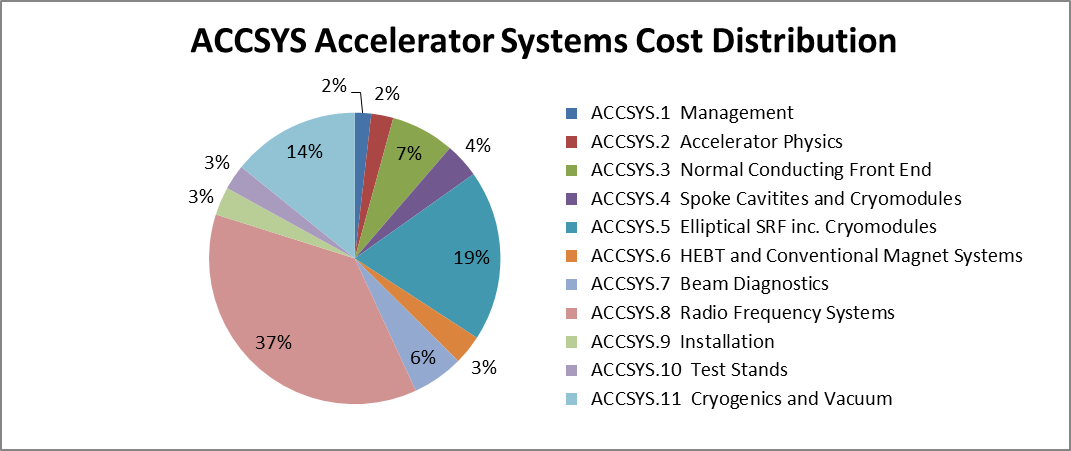 ACCSYS Accelerator Systems Cost Distribution
2%
2%
7%
4%
19%
3%
6%
37%
3%
3%
14%
ACCSYS.1 Management
ACCSYS.2 Accelerator Physics
ACCSYS.3 Normal Conducting Front End
ACCSYS.4 Spoke Cavitites and Cryomodules
ACCSYS.5 Elliptical SRF inc. Cryomodules
ACCSYS.6 HEBT and Conventional Magnet Systems
ACCSYS.7 Beam Diagnostics
ACCSYS.8 Radio Frequency Systems
ACCSYS.9 Installation
ACCSYS.10 Test Stands
ACCSYS.11 Cryogenics and Vacuum